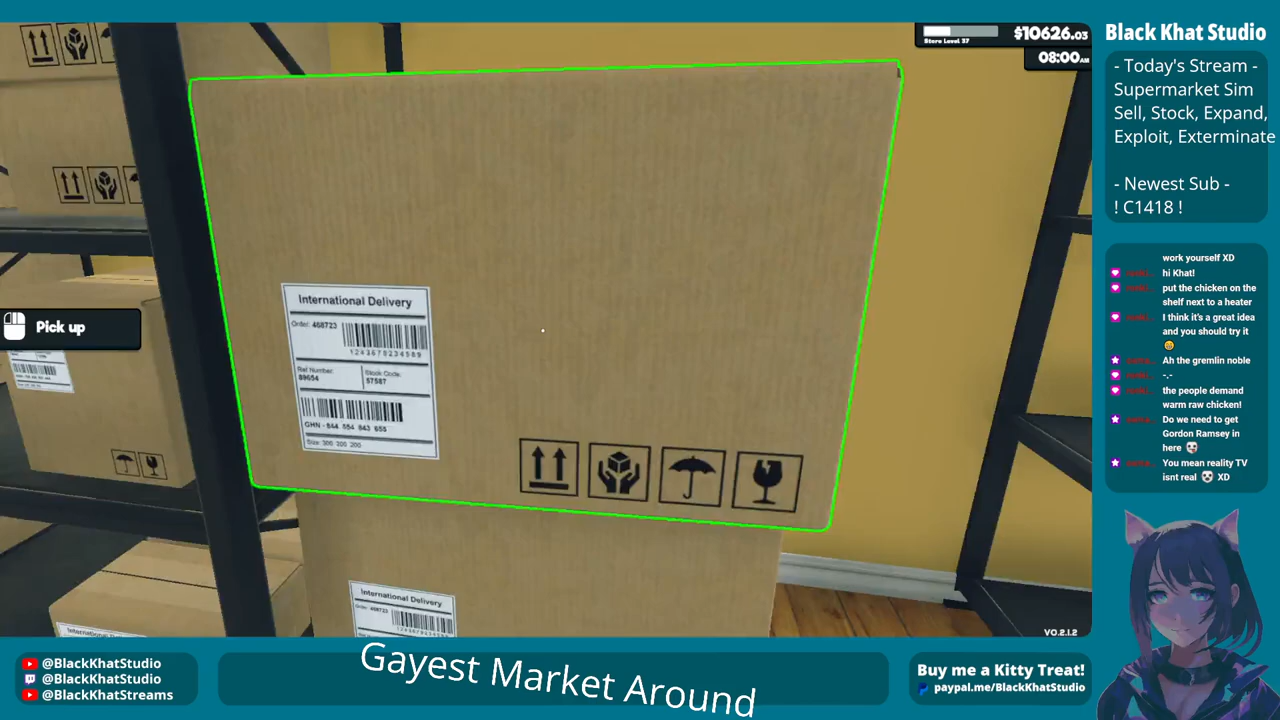 Store Level 37
$10626.03
08:00AM
Pick up
International Delivery
Order: 468723
1243678234589
Ref Number:
89654
Stock Code:
57587
GHN - 844 554 843 655
Size: 300 200 200
International Delivery
Order: 468723
V0.2.1.2
Black Khat Studio
- Today's Stream -
Supermarket Sim
Sell, Stock, Expand,
Exploit, Exterminate
- Newest Sub -
! C1418 !
work yourself XD
hi Khat!
put the chicken on the
shelf next to a heater
I think it's a great idea
and you should try it
Ah the gremlin noble
-.-
the people demand
warm raw chicken!
Do we need to get
Gordon Ramsey in
here
You mean reality TV
isnt real XD
@BlackKhatStudio
@BlackKhatStudio
@BlackKhatStreams
Gayest Market Around
Buy me a Kitty Treat!
paypal.me/BlackKhatStudio